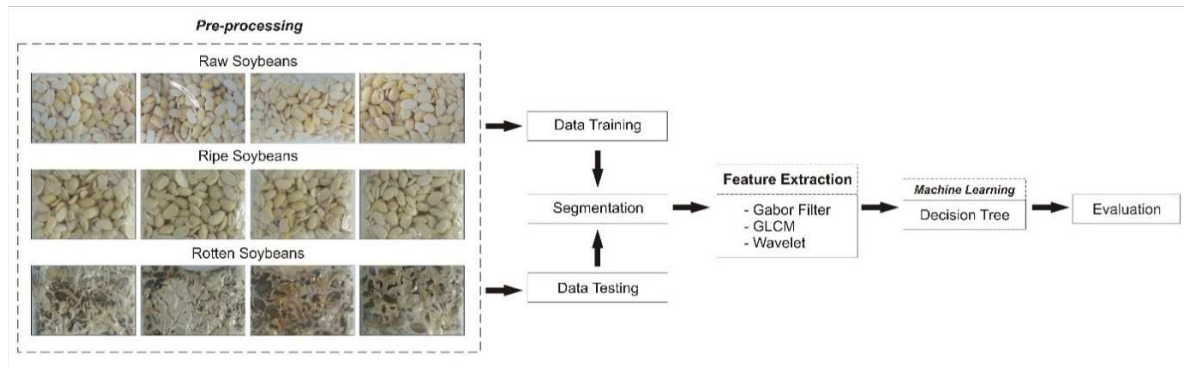 Pre-processing
Raw Soybeans
Ripe Soybeans
Rotten Soybeans
Data Training
Segmentation
Data Testing
Feature Extraction
- Gabor Filter
- GLCM
- Wavelet
Machine Learning
Decision Tree
Evaluation